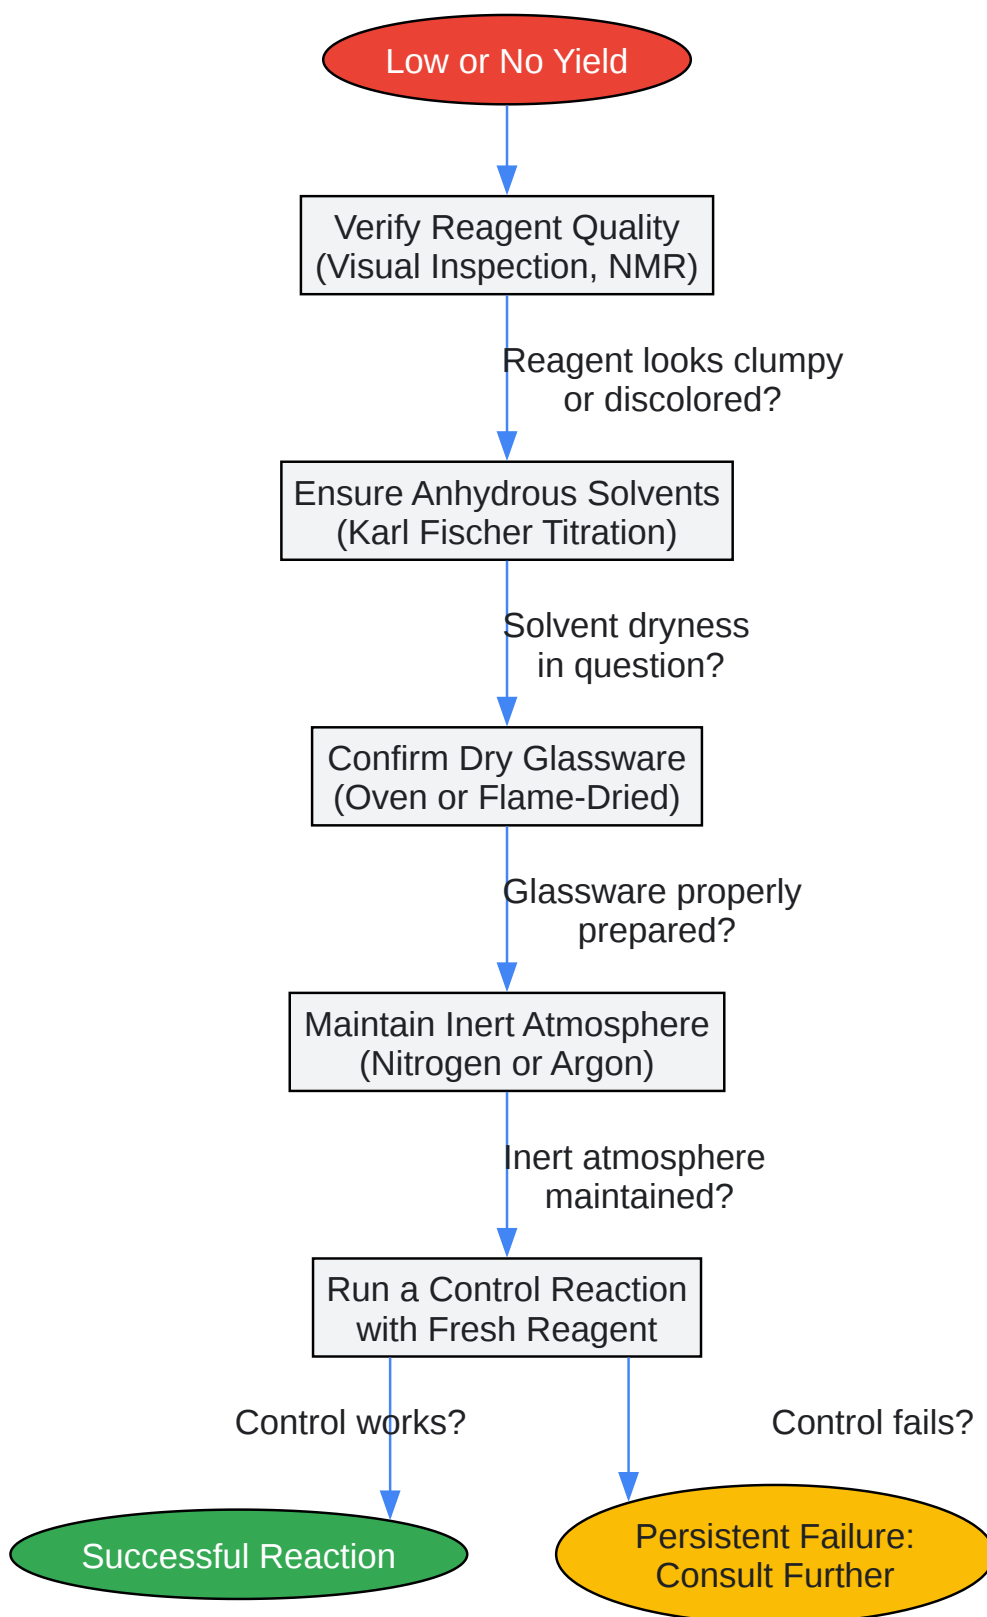 Low or No Yield
Verify Reagent Quality
(Visual Inspection, NMR)
Reagent looks clumpy
or discolored?
Ensure Anhydrous Solvents
(Karl Fischer Titration)
Solvent dryness
in question?
Confirm Dry Glassware
(Oven or Flame-Dried)
Glassware properly
prepared?
Maintain Inert Atmosphere
(Nitrogen or Argon)
Inert atmosphere
maintained?
Run a Control Reaction
with Fresh Reagent
Control works?
Control fails?
Successful Reaction
Persistent Failure:
Consult Further